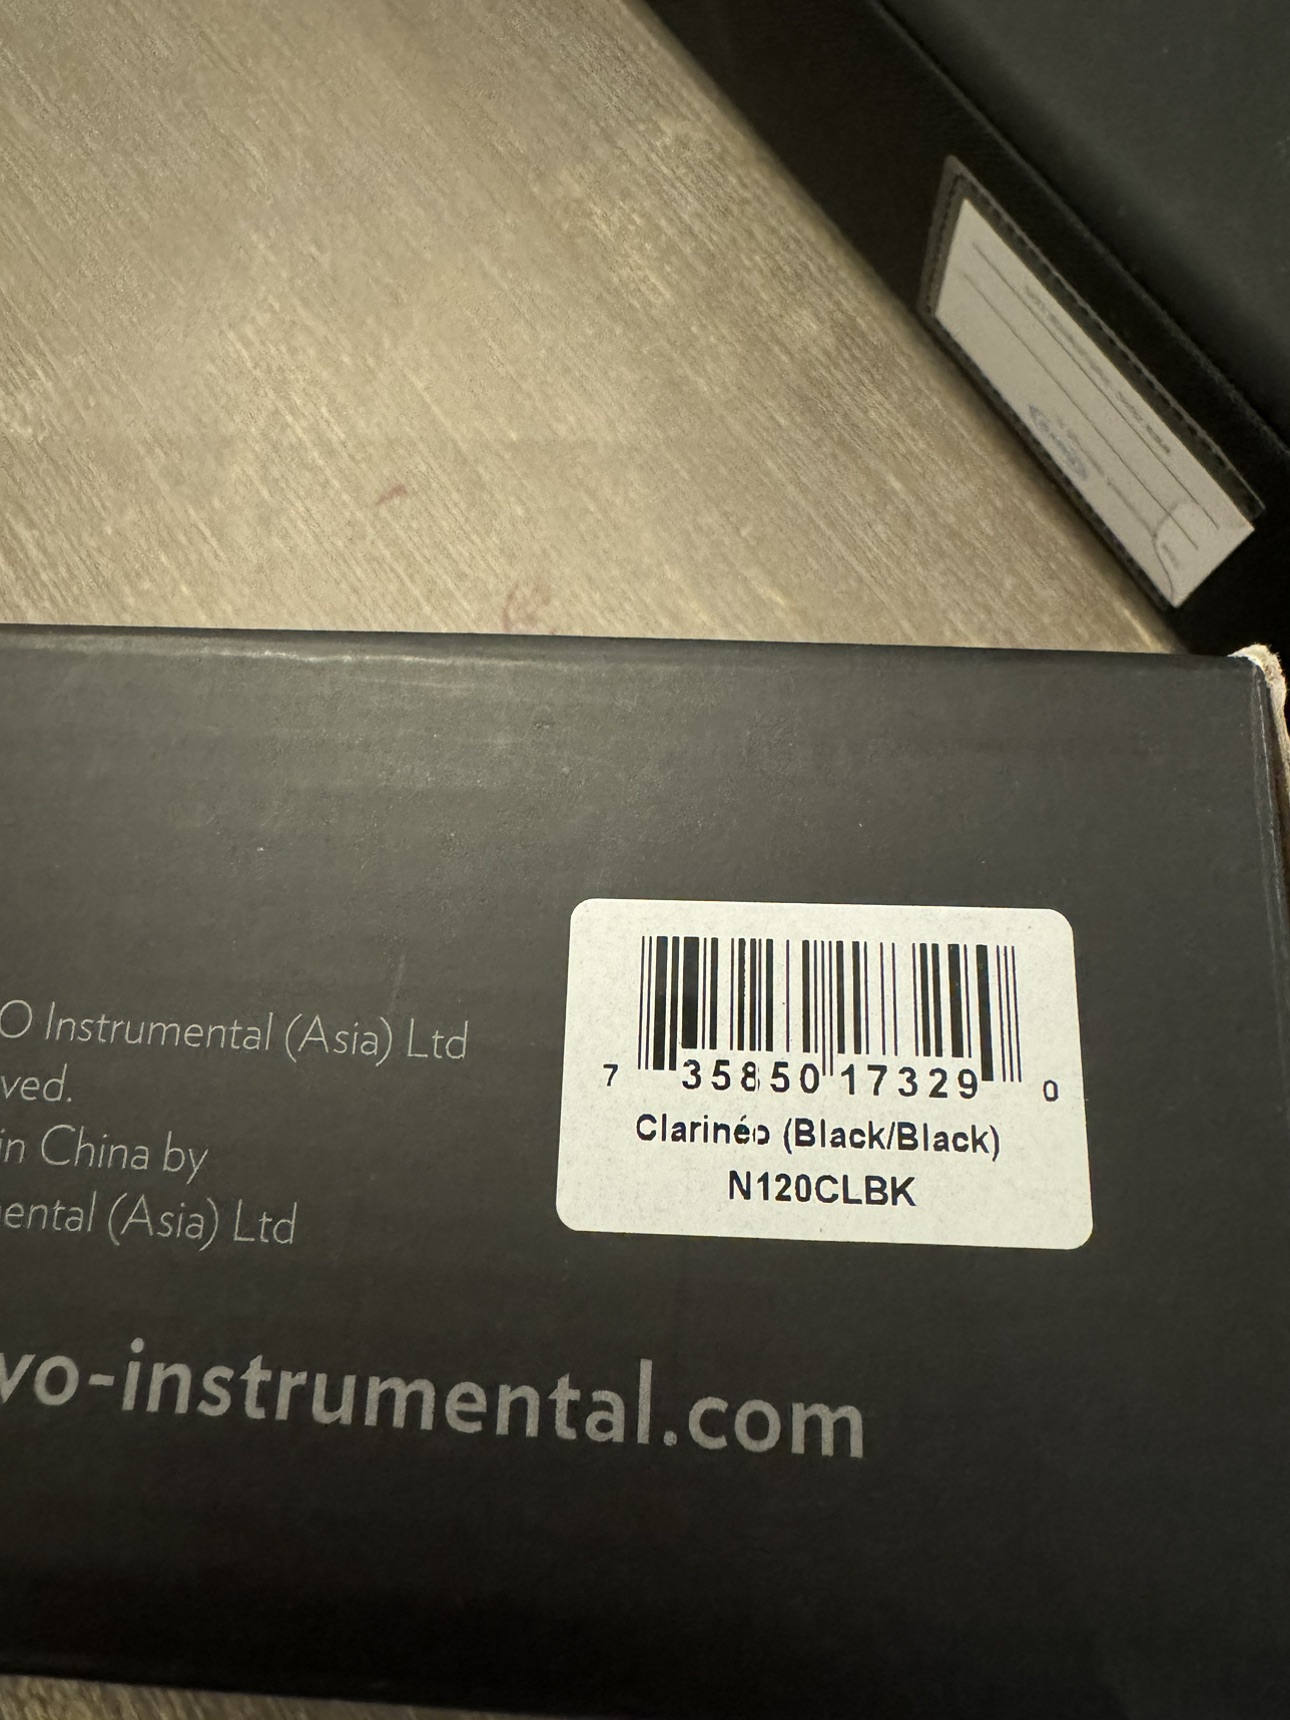 O Instrumental (Asia) Ltd
ved.
in China by
ental (Asia) Ltd
vo-instrumental.com
7 35850 17329 0
Clarinéo (Black/Black)
N120CLBK